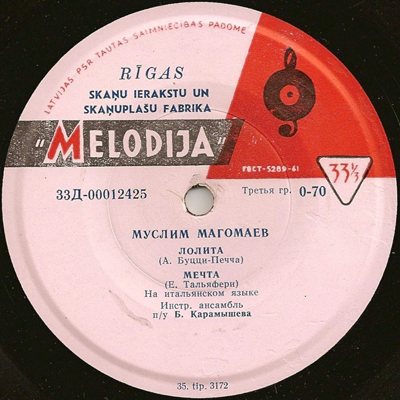 LATVIJAS PSR TAUTAS SAIMNIECĪBAS PADOME
RĪGAS
SKAŅU IERAKSTU UN
SKAŅUPLAŠU FABRIKA
"MELODIJA"
ГОСТ-5289-61
33⅓
33Д-00012425
Третья гр. 0-70
МУСЛИМ МАГОМАЕВ
ЛОЛИТА
(А. Буцци-Печча)
МЕЧТА
(Е. Тальяфери)
На итальянском языке
Инстр. ансамбль
п/у Б. Карамышева
35. tip. 3172